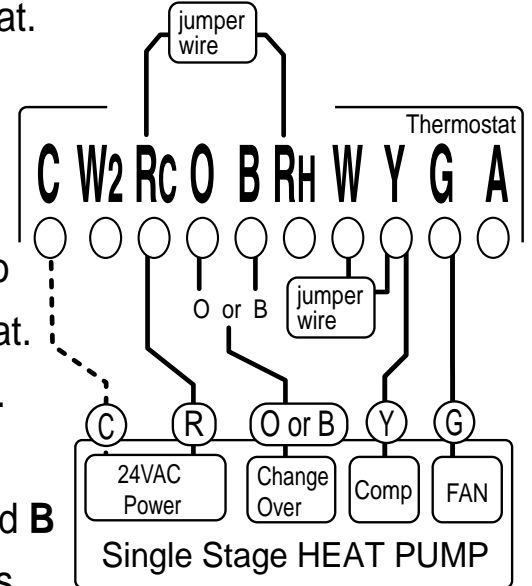 at.
jumper
wire
Thermostat
C W2 RC O B RH W Y G A
O or B
jumper
wire
at.
.
C R O or B Y G
24VAC
Power
Change
Over
Comp
FAN
d B
Single Stage HEAT PUMP